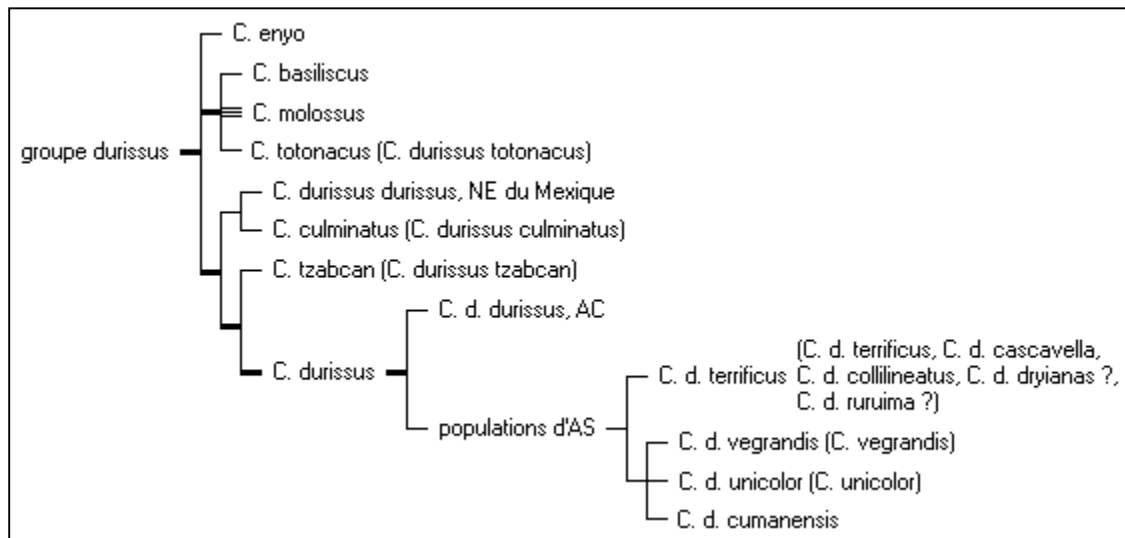 C. enyo
C. basiliscus
C. molossus
groupe durissus
C. totonacus (C. durissus totonacus)
C. durissus durissus, NE du Mexique
C. culminatus (C. durissus culminatus)
C. tzabcan (C. durissus tzabcan)
C. d. durissus, AC
C. durissus
(C. d. terrificus, C. d. cascavella,
C. d. terrificus C. d. collilineatus, C. d. dryianas ?,
C. d. ruruima ?)
populations d'AS
C. d. vegrandis (C. vegrandis)
C. d. unicolor (C. unicolor)
C. d. cumanensis